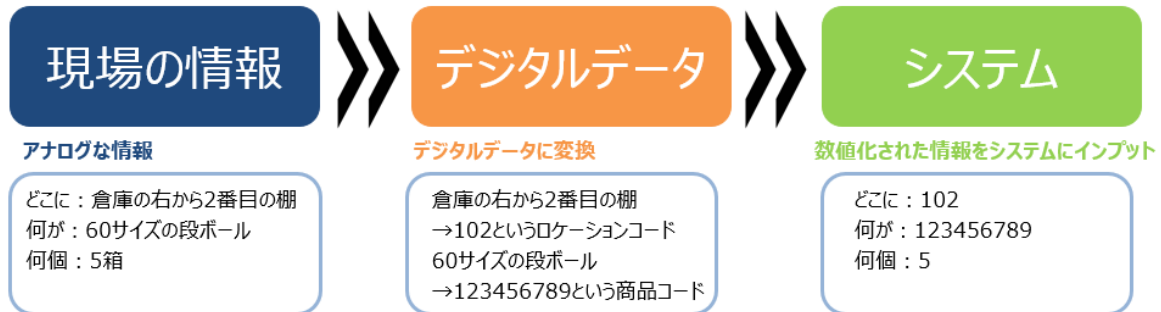 現場の情報
デジタルデータ
システム
アナログな情報
デジタルデータに変換
数値化された情報をシステムにインプット
どこに：倉庫の右から2番目の棚
何が：60サイズの段ボール
何個：5箱
倉庫の右から2番目の棚
→102というロケーションコード
60サイズの段ボール
→123456789という商品コード
どこに：102
何が：123456789
何個：5